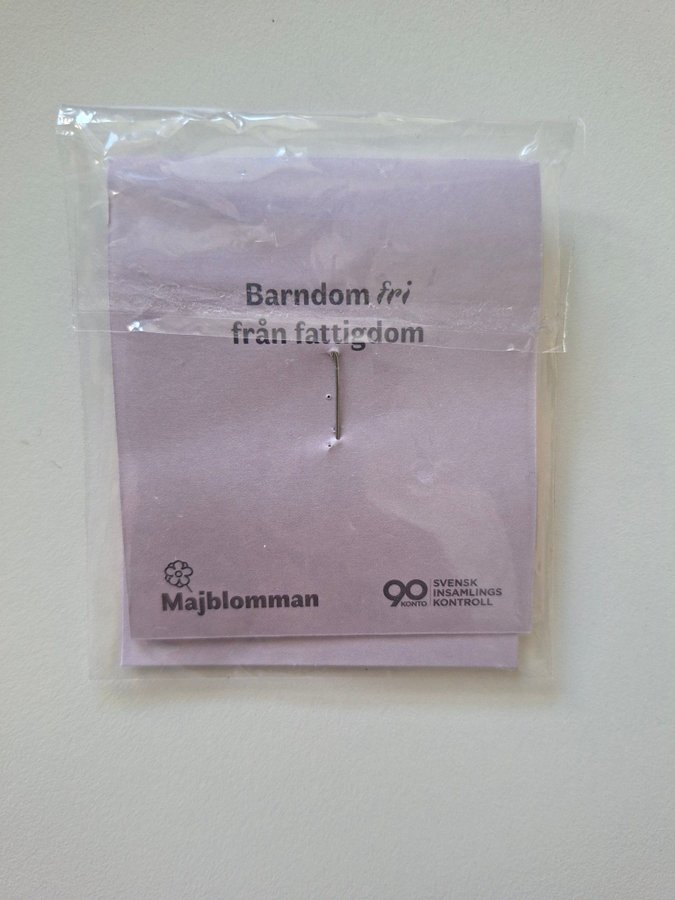 Barndom fri
från fattigdom
Majblomman
90
KONTO
SVENSK
INSAMLINGS
KONTROLL